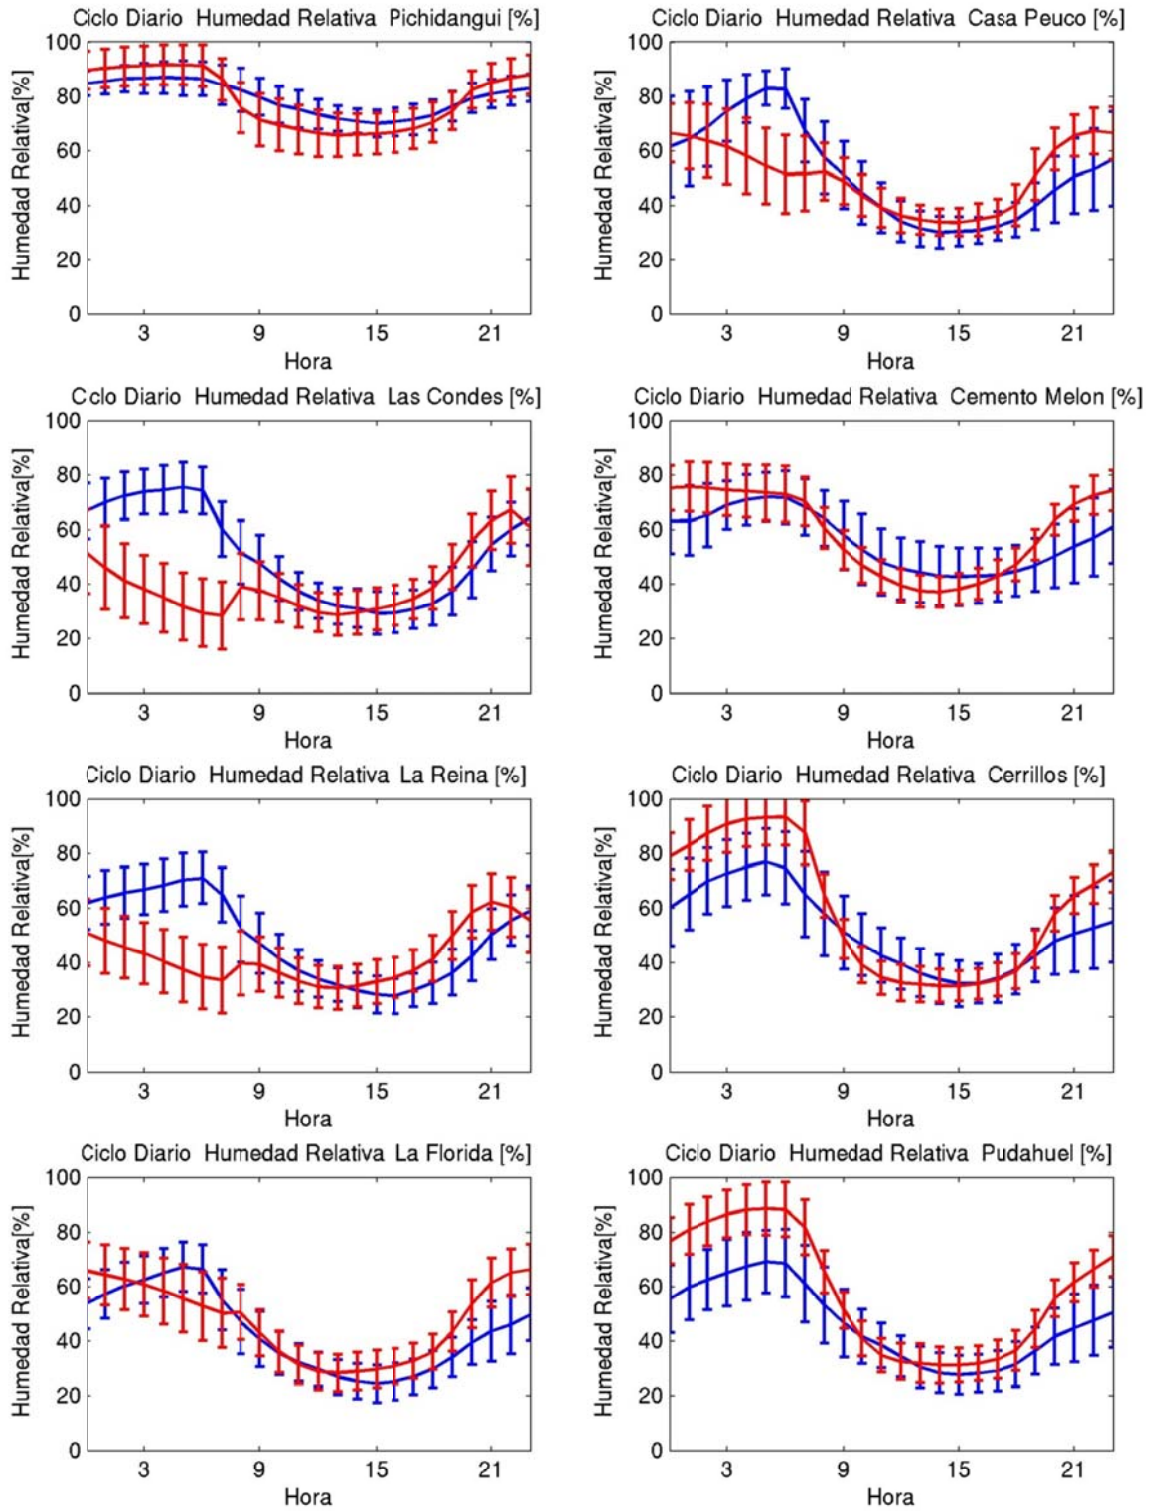 Ciclo Diario Humedad Relativa Pichidangui [%]
Humedad Relativa[%]
100
80
60
40
20
0
3 9 15 21
Hora
Ciclo Diario Humedad Relativa Casa Peuco [%]
Humedad Relativa[%]
100
80
60
40
20
0
3 9 15 21
Hora
Ciclo Diario Humedad Relativa Las Condes [%]
Humedad Relativa[%]
100
80
60
40
20
0
3 9 15 21
Hora
Ciclo Diario Humedad Relativa Cemento Melon [%]
Humedad Relativa[%]
100
80
60
40
20
0
3 9 15 21
Hora
Ciclo Diario Humedad Relativa La Reina [%]
Humedad Relativa[%]
100
80
60
40
20
0
3 9 15 21
Hora
Ciclo Diario Humedad Relativa Cerrillos [%]
Humedad Relativa[%]
100
80
60
40
20
0
3 9 15 21
Hora
Ciclo Diario Humedad Relativa La Florida [%]
Humedad Relativa[%]
100
80
60
40
20
0
3 9 15 21
Hora
Ciclo Diario Humedad Relativa Pudahuel [%]
Humedad Relativa[%]
100
80
60
40
20
0
3 9 15 21
Hora